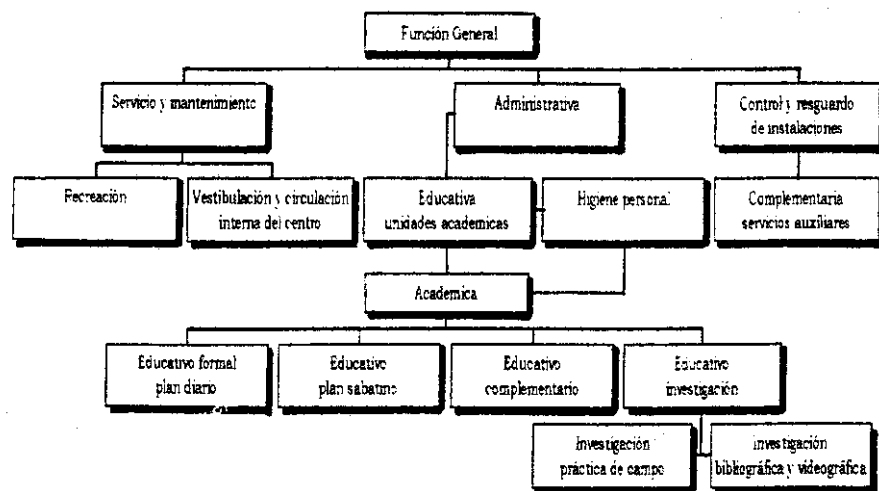 Función General
Servicio y mantenimiento
Administrativa
Control y resguardo
de instalaciones
Recreación
Vestibulación y circulación
interna del centro
Educativa
unidades academicas
Higiene personal
Complementaria
servicios auxiliares
Academica
Educativo formal
plan diario
Educativo
plan sabatino
Educativo
complementario
Educativo
investigación
Investigación
práctica de campo
Investigación
bibliográfica y videográfica